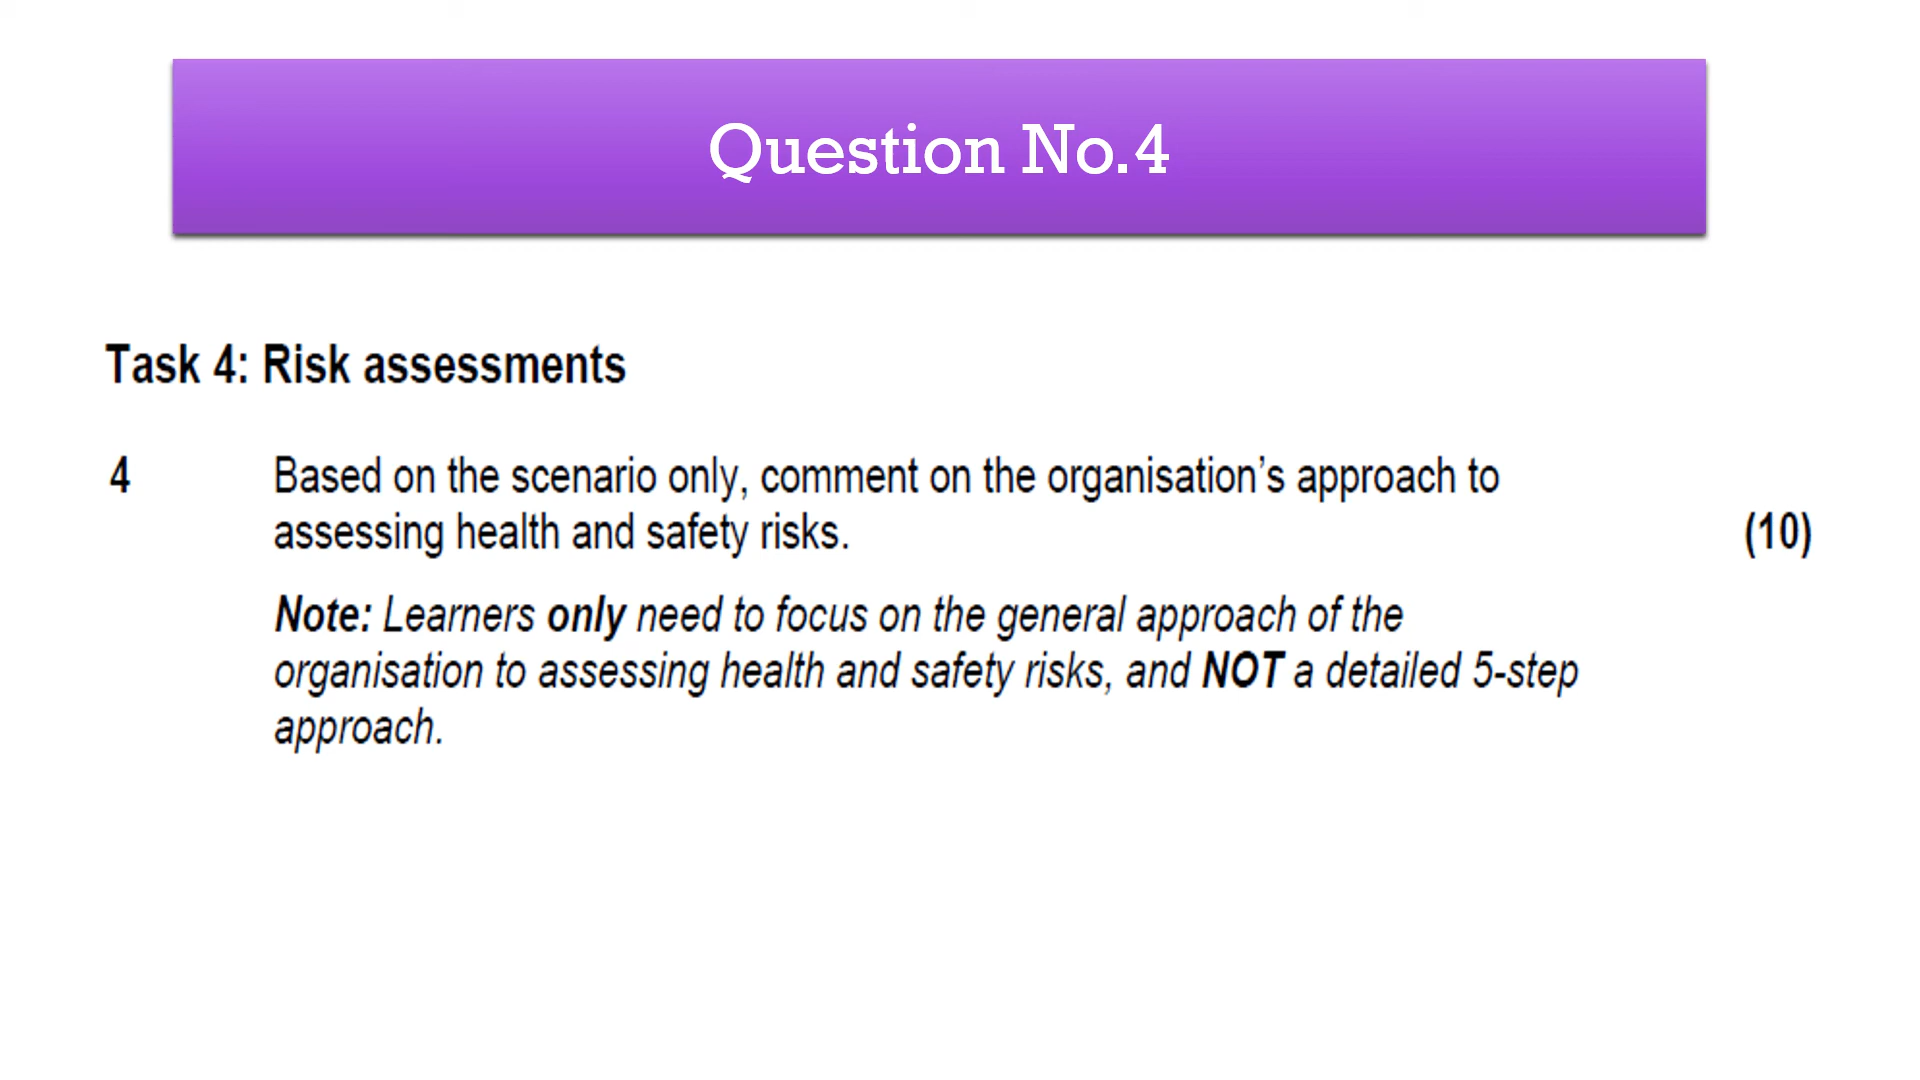 Question No.4
Task 4: Risk assessments
4 Based on the scenario only, comment on the organisation’s approach to
assessing health and safety risks. (10)
Note: Learners only need to focus on the general approach of the
organisation to assessing health and safety risks, and NOT a detailed 5-step
approach.